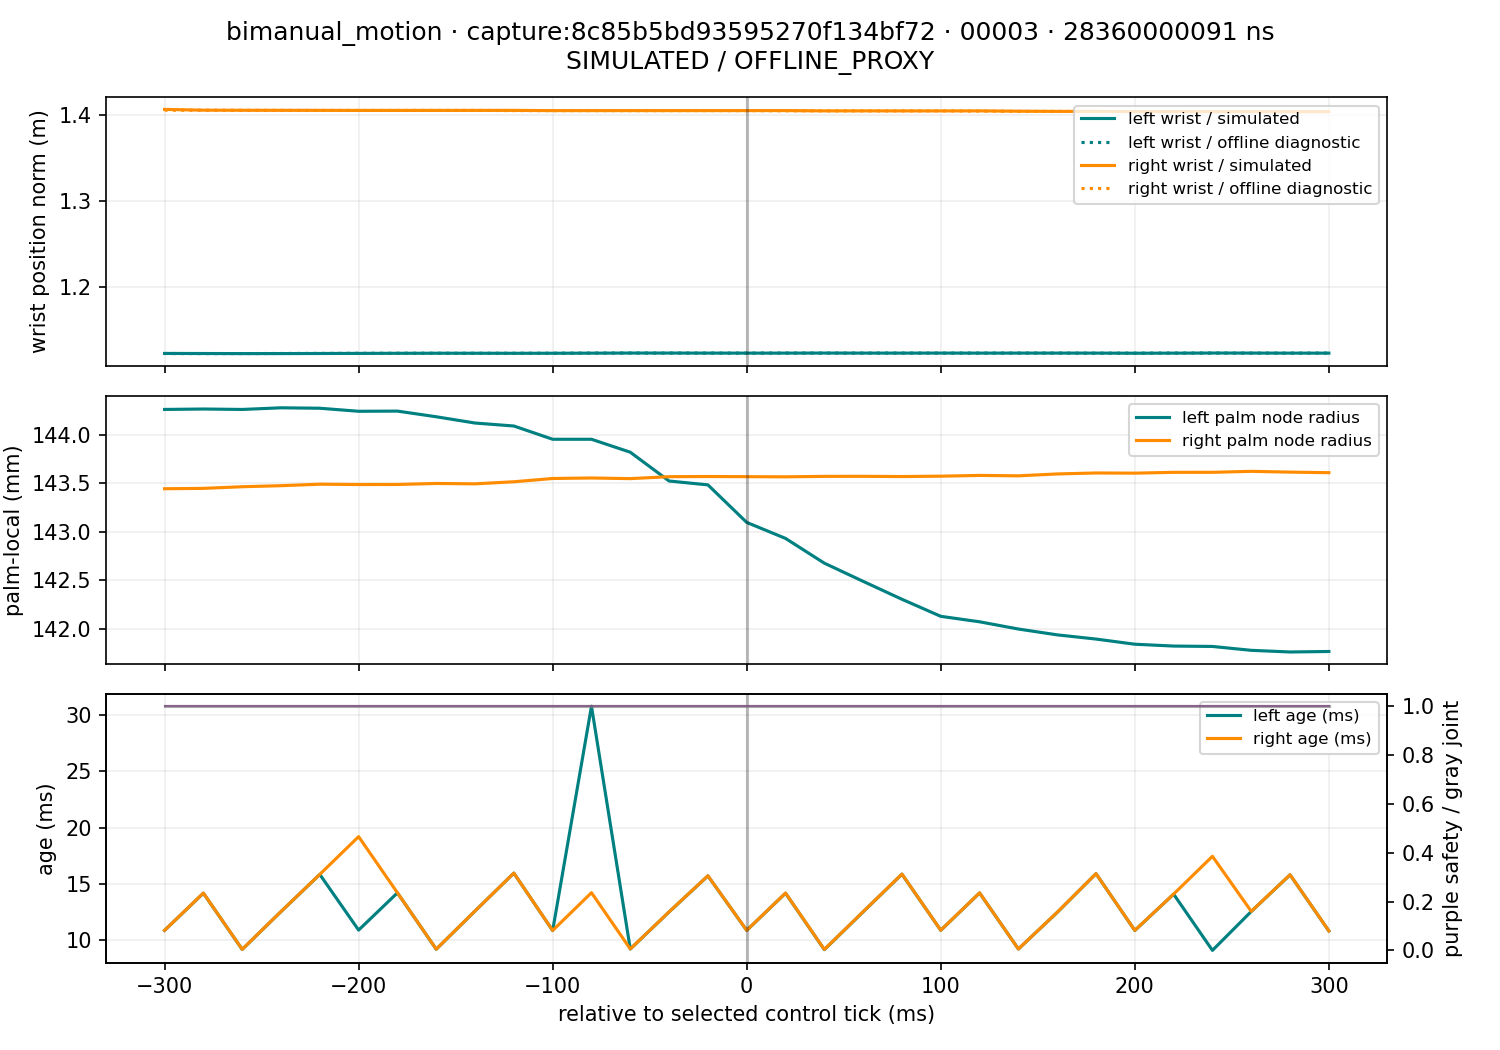 bimanual_motion · capture:8c85b5bd93595270f134bf72 · 00003 · 28360000091 ns
SIMULATED / OFFLINE_PROXY
wrist position norm (m)
1.4
1.3
1.2
left wrist / simulated
left wrist / offline diagnostic
right wrist / simulated
right wrist / offline diagnostic
palm-local (mm)
144.0
143.5
143.0
142.5
142.0
left palm node radius
right palm node radius
age (ms)
30
25
20
15
10
left age (ms)
right age (ms)
1.0
0.8
0.6
0.4
0.2
0.0
purple safety / gray joint
−300
−200
−100
0
100
200
300
relative to selected control tick (ms)